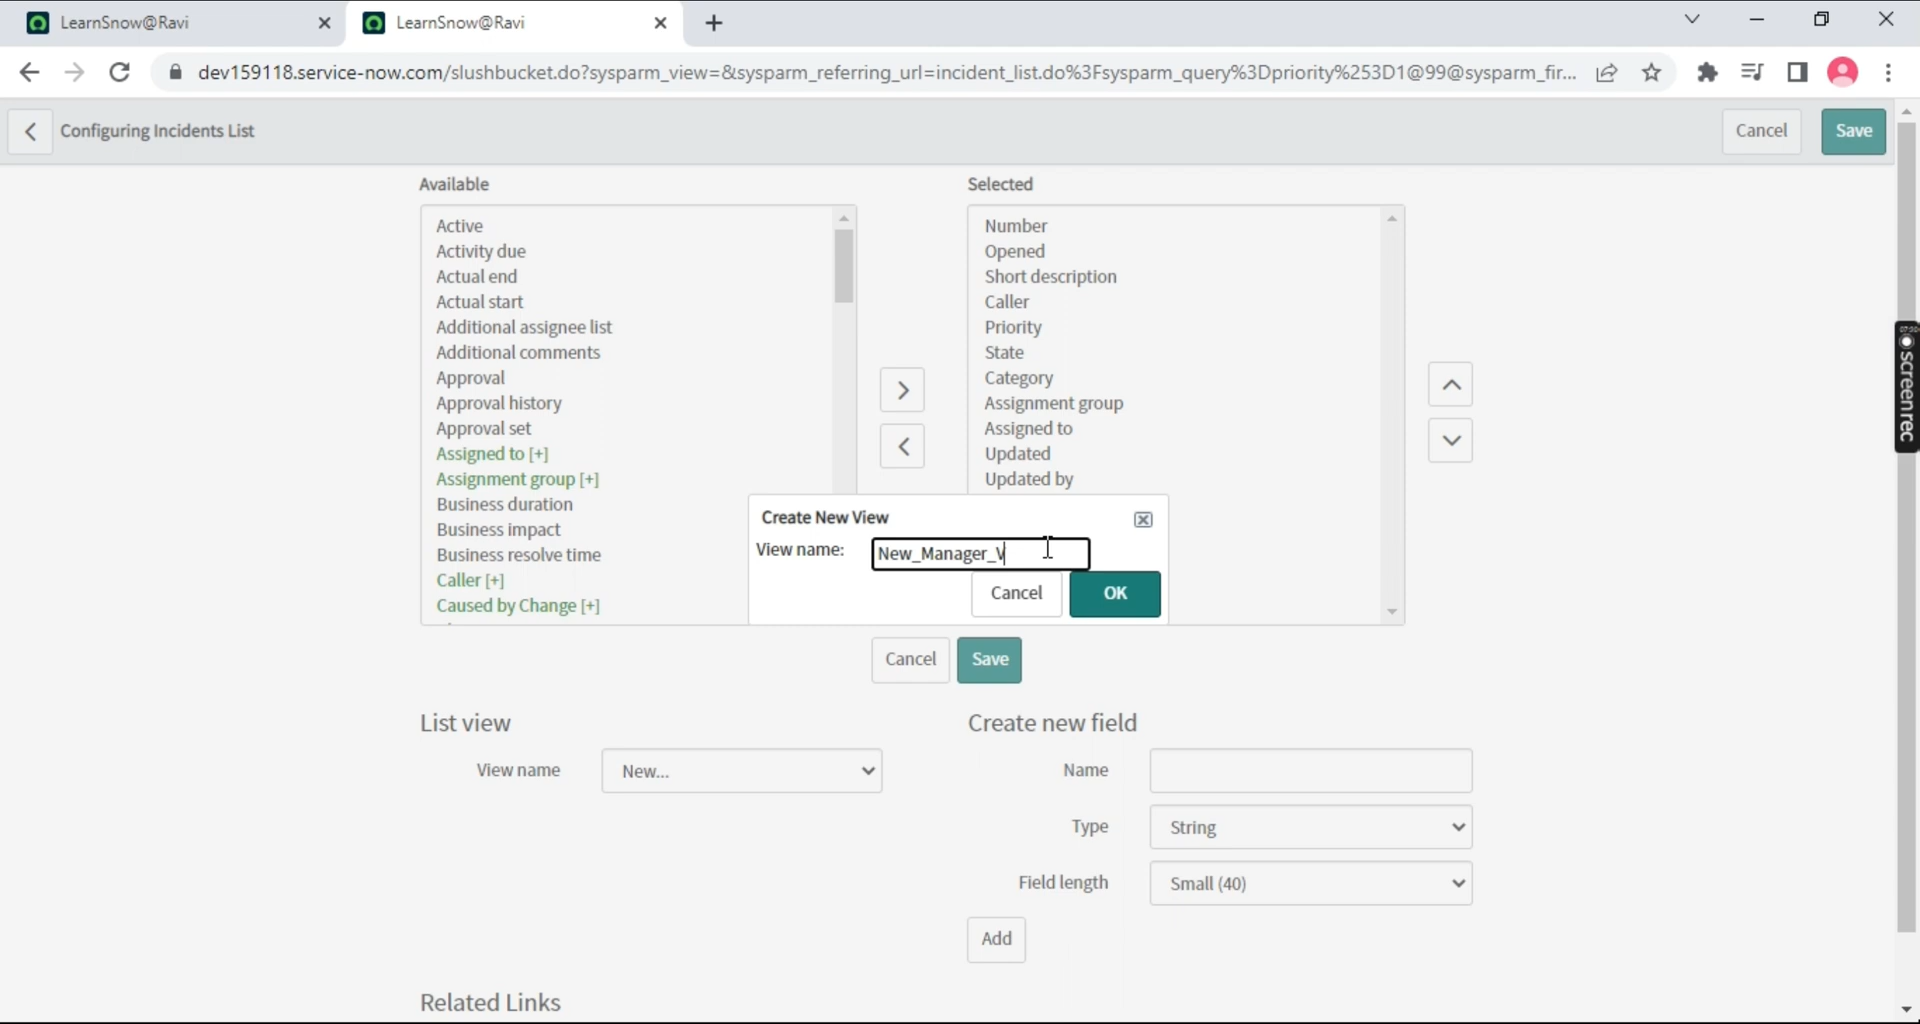 LearnSnow@Ravi
LearnSnow@Ravi
dev159118.service-now.com/slushbucket.do?sysparm_view=&sysparm_referring_url=incident_list.do%3Fsysparm_query%3Dpriority%253D1@99@sysparm_fir...
Configuring Incidents List
Cancel
Save
Available
Selected
Active
Activity due
Actual end
Actual start
Additional assignee list
Additional comments
Approval
Approval history
Approval set
Assigned to [+]
Assignment group [+]
Business duration
Business impact
Business resolve time
Caller [+]
Caused by Change [+]
Number
Opened
Short description
Caller
Priority
State
Category
Assignment group
Assigned to
Updated
Updated by
Create New View
View name:
New_Manager_V
Cancel
OK
Cancel
Save
List view
View name
New...
Create new field
Name
Type
String
Field length
Small (40)
Add
Related Links
screenrec